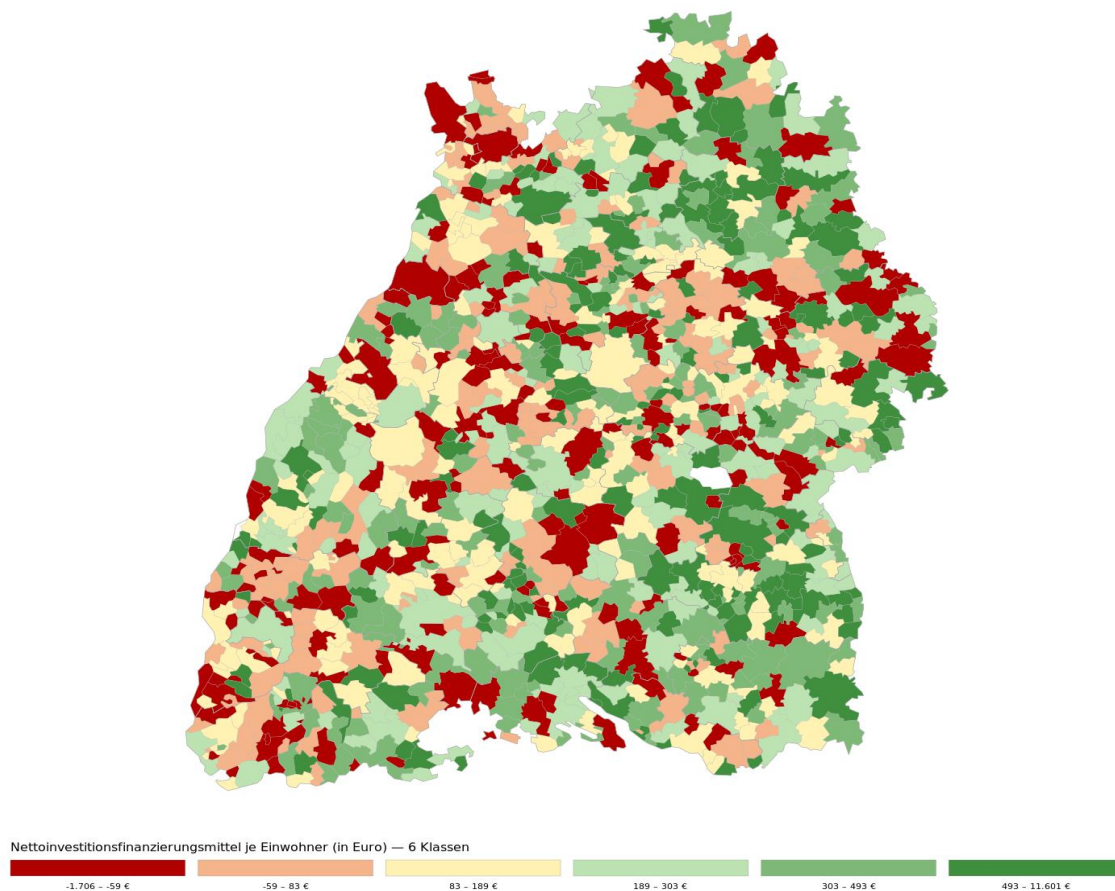 Nettoinvestitionsfinanzierungsmittel je Einwohner (in Euro) — 6 Klassen
-1.706 – -59 €
-59 – 83 €
83 – 189 €
189 – 303 €
303 – 493 €
493 – 11.601 €